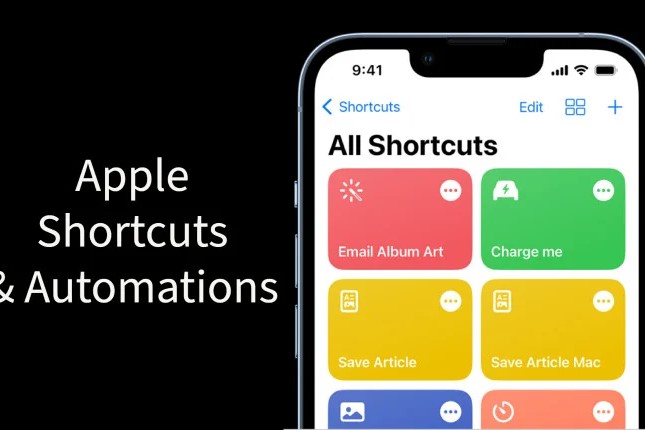 Apple
Shortcuts
& Automations
9:41
Shortcuts
Edit
All Shortcuts
Email Album Art
Charge me
Save Article
Save Article Mac